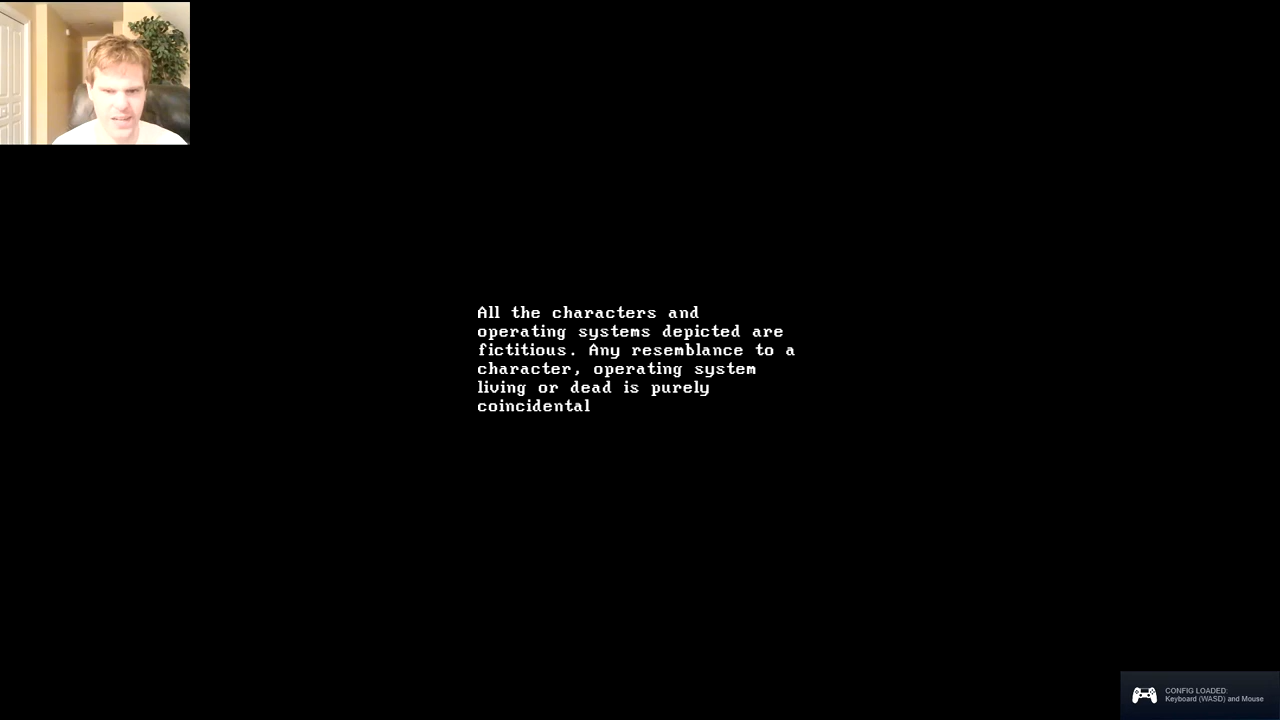 All the characters and
operating systems depicted are
fictitious. Any resemblance to a
character, operating system
living or dead is purely
coincidental
CONFIG LOADED:
Keyboard (WASD) and Mouse